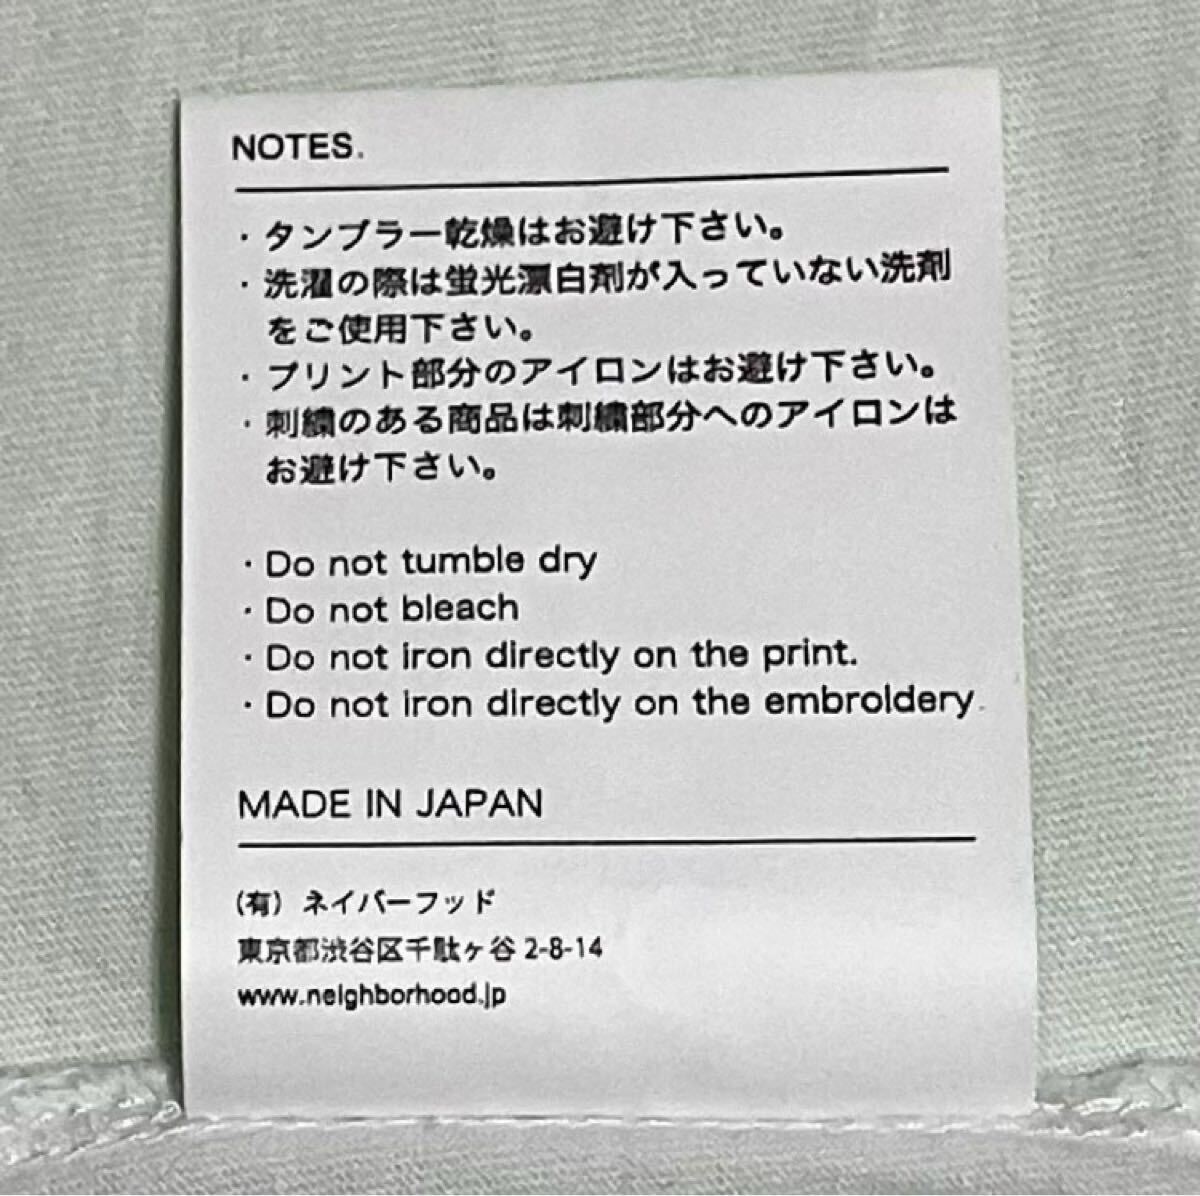 NOTES.
・タンブラー乾燥はお避け下さい。
・洗濯の際は蛍光漂白剤が入っていない洗剤
をご使用下さい。
・プリント部分のアイロンはお避け下さい。
・刺繍のある商品は刺繍部分へのアイロンは
お避け下さい。
・Do not tumble dry
・Do not bleach
・Do not iron directly on the print.
・Do not iron directly on the embroidery.
MADE IN JAPAN
(有) ネイバーフッド
東京都渋谷区千駄ヶ谷 2-8-14
www.neighborhood.jp